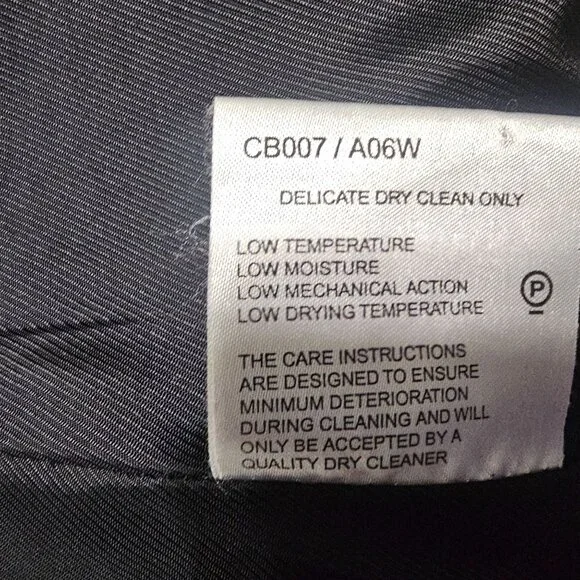 CB007 / A06W
DELICATE DRY CLEAN ONLY
LOW TEMPERATURE
LOW MOISTURE
LOW MECHANICAL ACTION
LOW DRYING TEMPERATURE
P
THE CARE INSTRUCTIONS
ARE DESIGNED TO ENSURE
MINIMUM DETERIORATION
DURING CLEANING AND WILL
ONLY BE ACCEPTED BY A
QUALITY DRY CLEANER